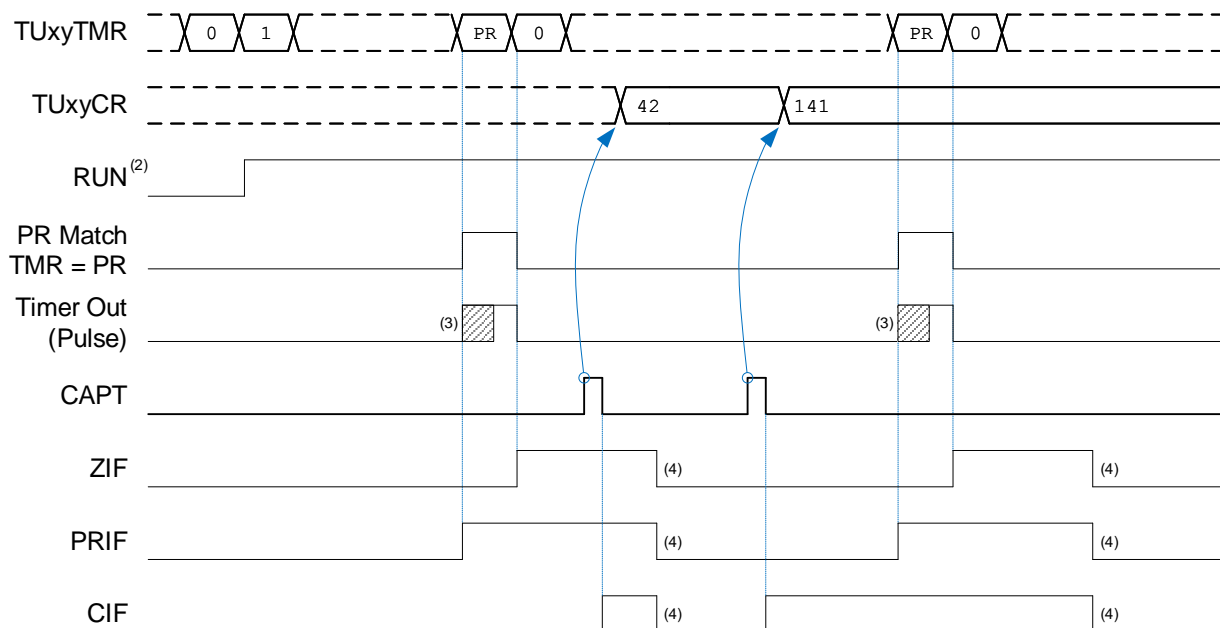 TUxyTMR 0 1 PR 0 PR 0
TUxyCR 42 141
RUN (2)
PR Match
TMR = PR
Timer Out
(Pulse) (3) (3)
CAPT
ZIF (4) (4)
PRIF (4) (4)
CIF (4) (4)